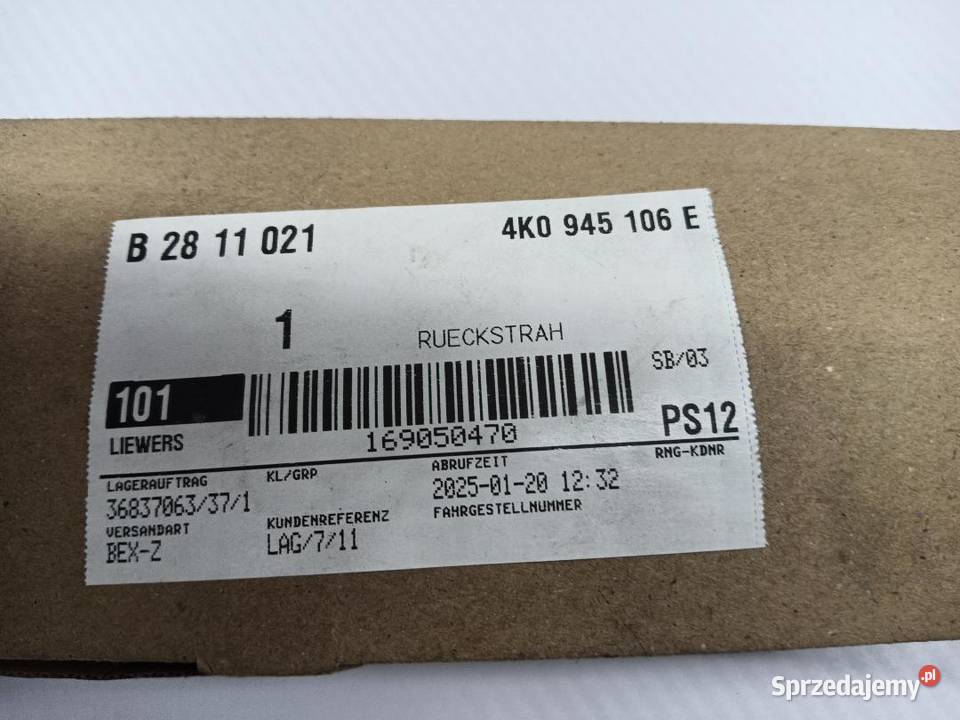 B 28 11 021
4K0 945 106 E
1
RUECKSTRAH
SB/03
101
LIEWERS
169050470
PS12
RNG-KDNR
LAGERAUFTRAG
KL/GRP
ABRUFZEIT
36837063/37/1
2025-01-20 12:32
VERSANDART
KUNDENREFERENZ
FAHRGESTELLNUMMER
BEX-Z
LAG/7/11
Sprzedajemy.pl